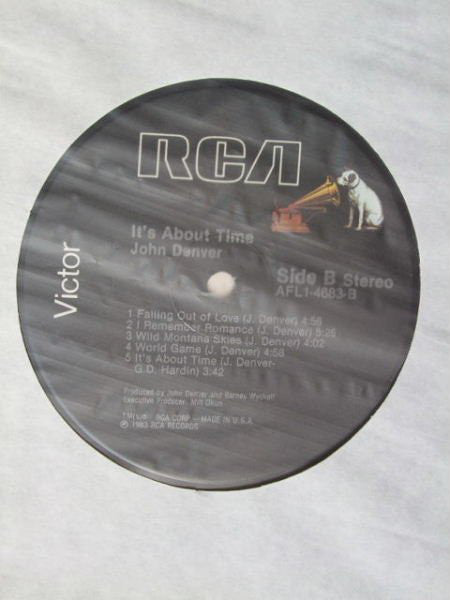 RCA
Victor
It's About Time
John Denver
Side B Stereo
AFL1-4683-B
1 Falling Out of Love (J. Denver) 4:56
2 I Remember Romance (J. Denver) 5:26
3 Wild Montana Skies (J. Denver) 4:02
4 World Game (J. Denver) 4:58
5 It's About Time (J. Denver-
G.D. Hardin) 3:42
Produced by John Denver and Barney Wyckoff
Executive Producer: Milt Okun
RCA CORP — MADE IN U.S.A.
℗ 1983 RCA RECORDS